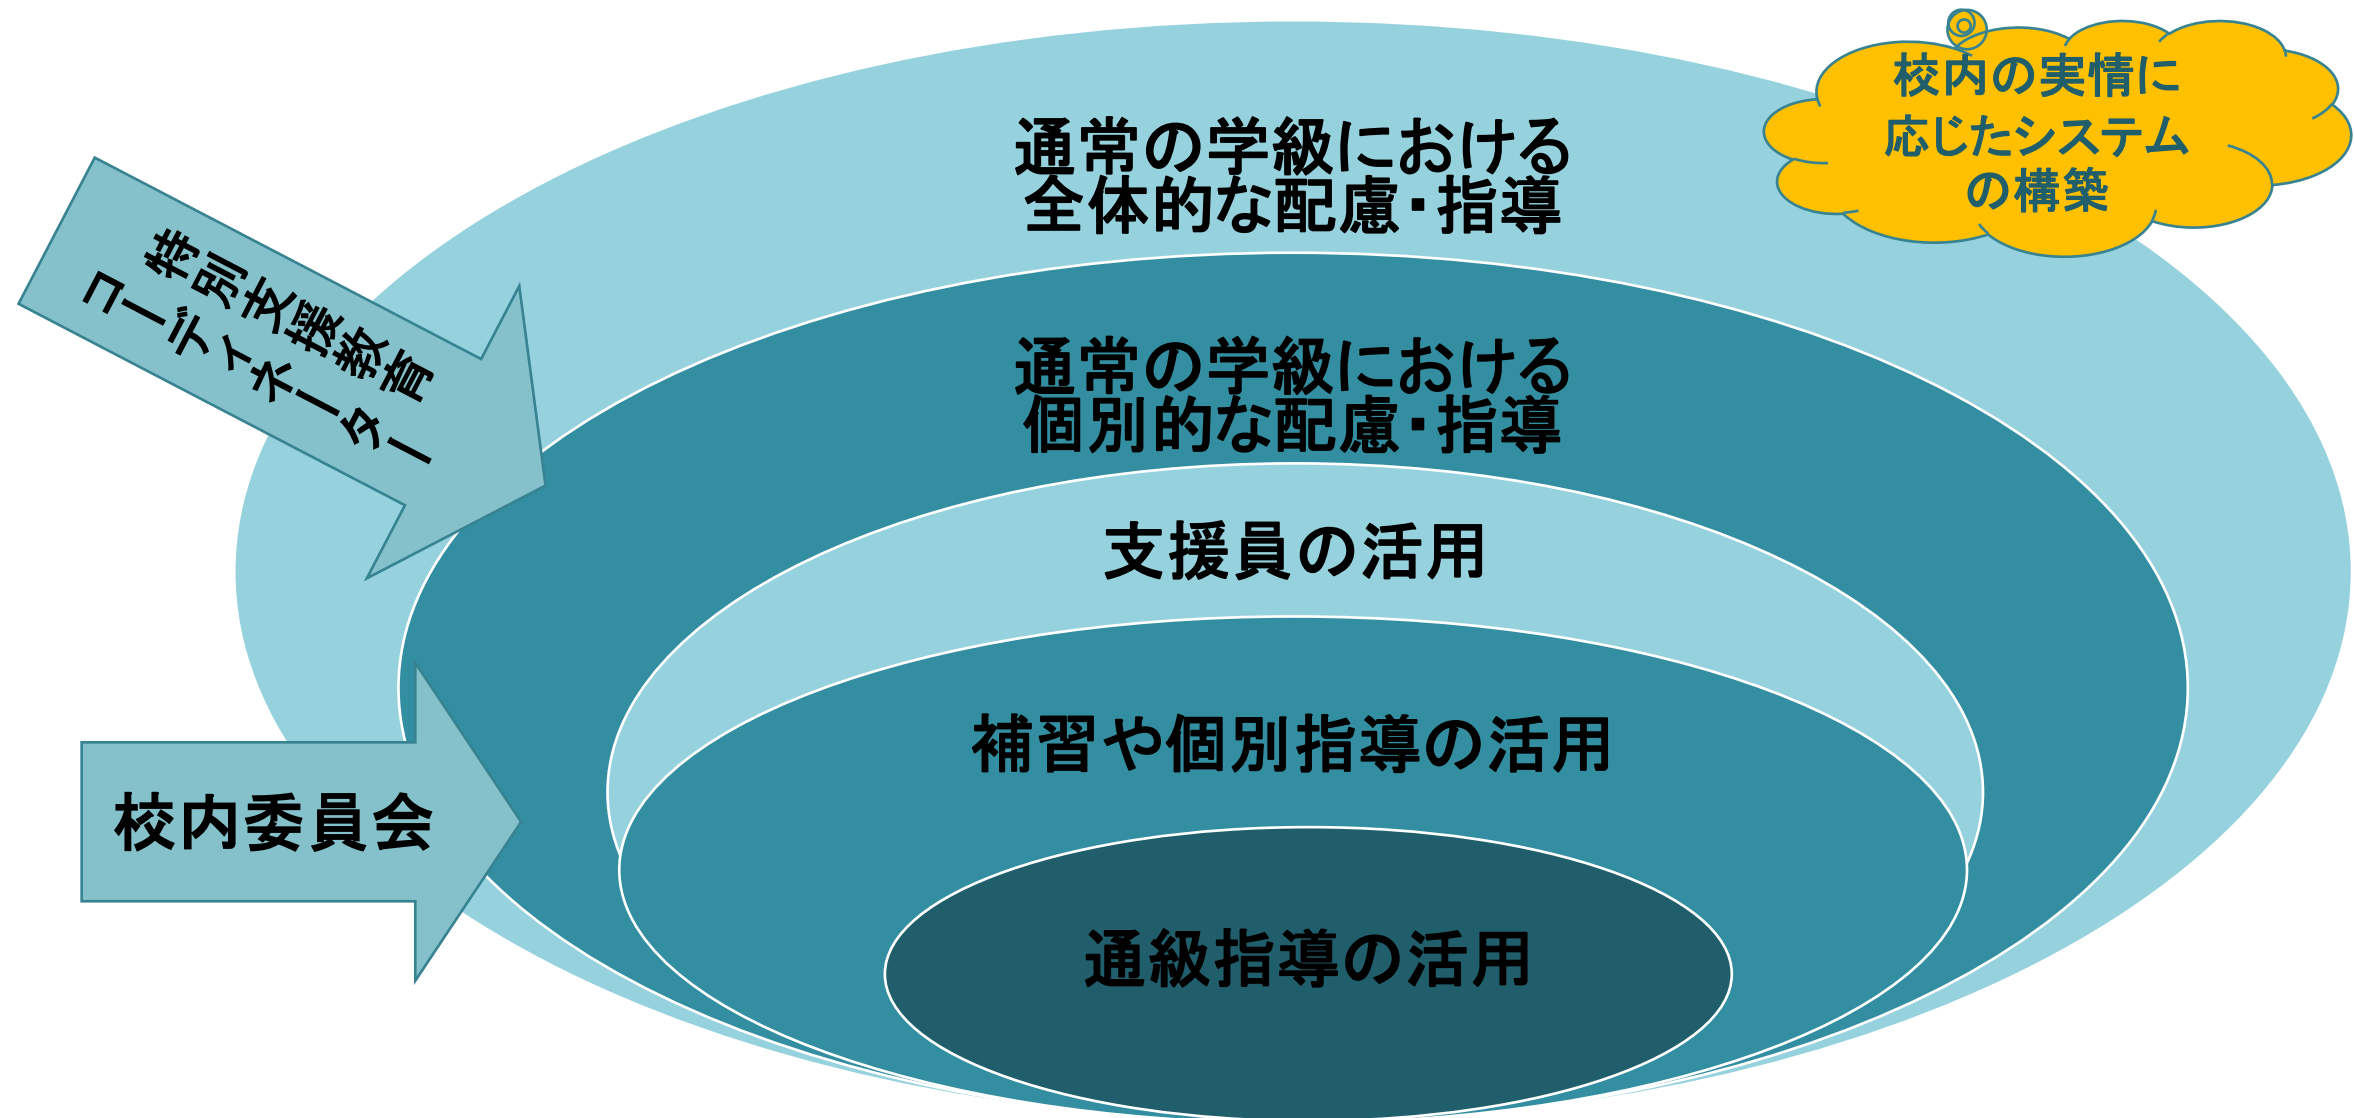 校内の実情に
応じたシステム
の構築
通常の学級における
全体的な配慮・指導
特別支援教育
コーディネーター
通常の学級における
個別的な配慮・指導
支援員の活用
補習や個別指導の活用
校内委員会
通級指導の活用